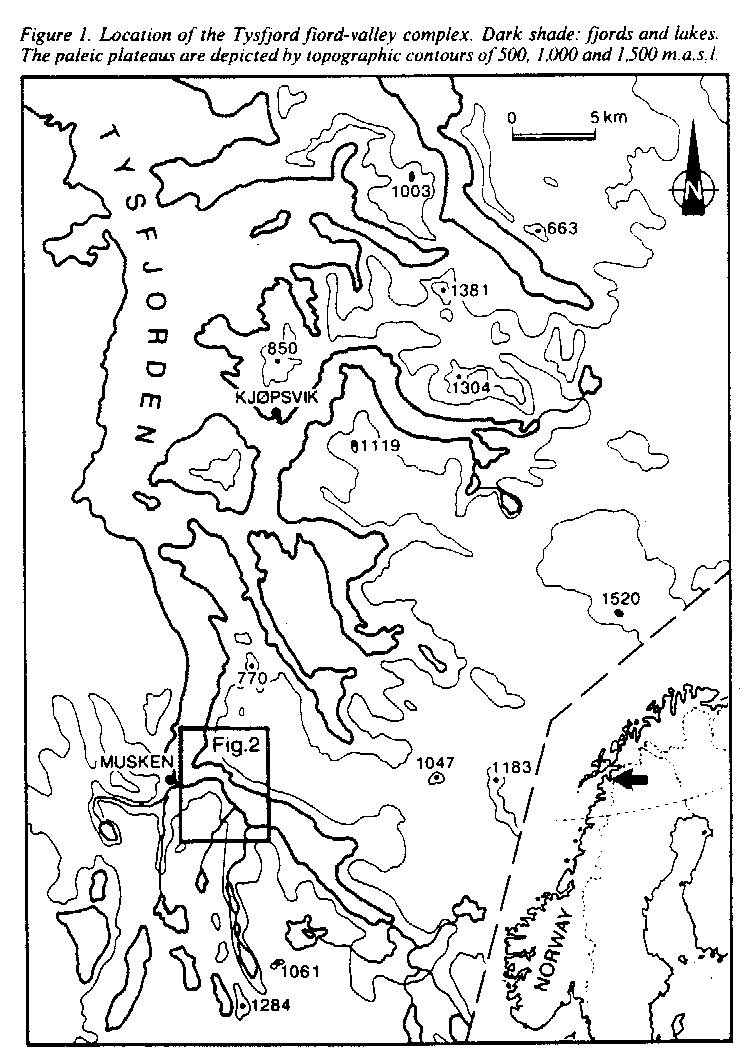 Figure 1. Location of the Tysfjord fiord-valley complex. Dark shade: fjords and lakes.
The paleic plateaus are depicted by topographic contours of 500, 1,000 and 1,500 m.a.s.l.
0 5 km
TYSFJORDEN
N
1003
663
1381
850
1304
KJØPSVIK
1119
1520
770
Fig.2
MUSKEN
1047
1183
NORWAY
1061
1284